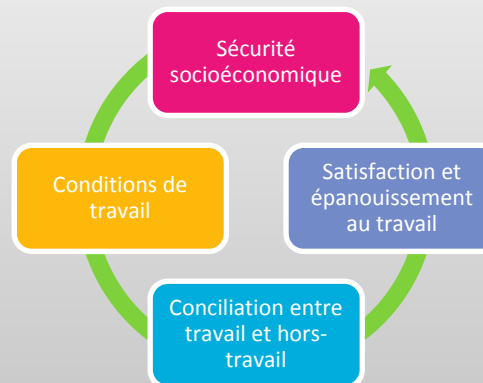 Sécurité
socioéconomique
Conditions de
travail
Satisfaction et
épanouissement
au travail
Conciliation entre
travail et hors-
travail